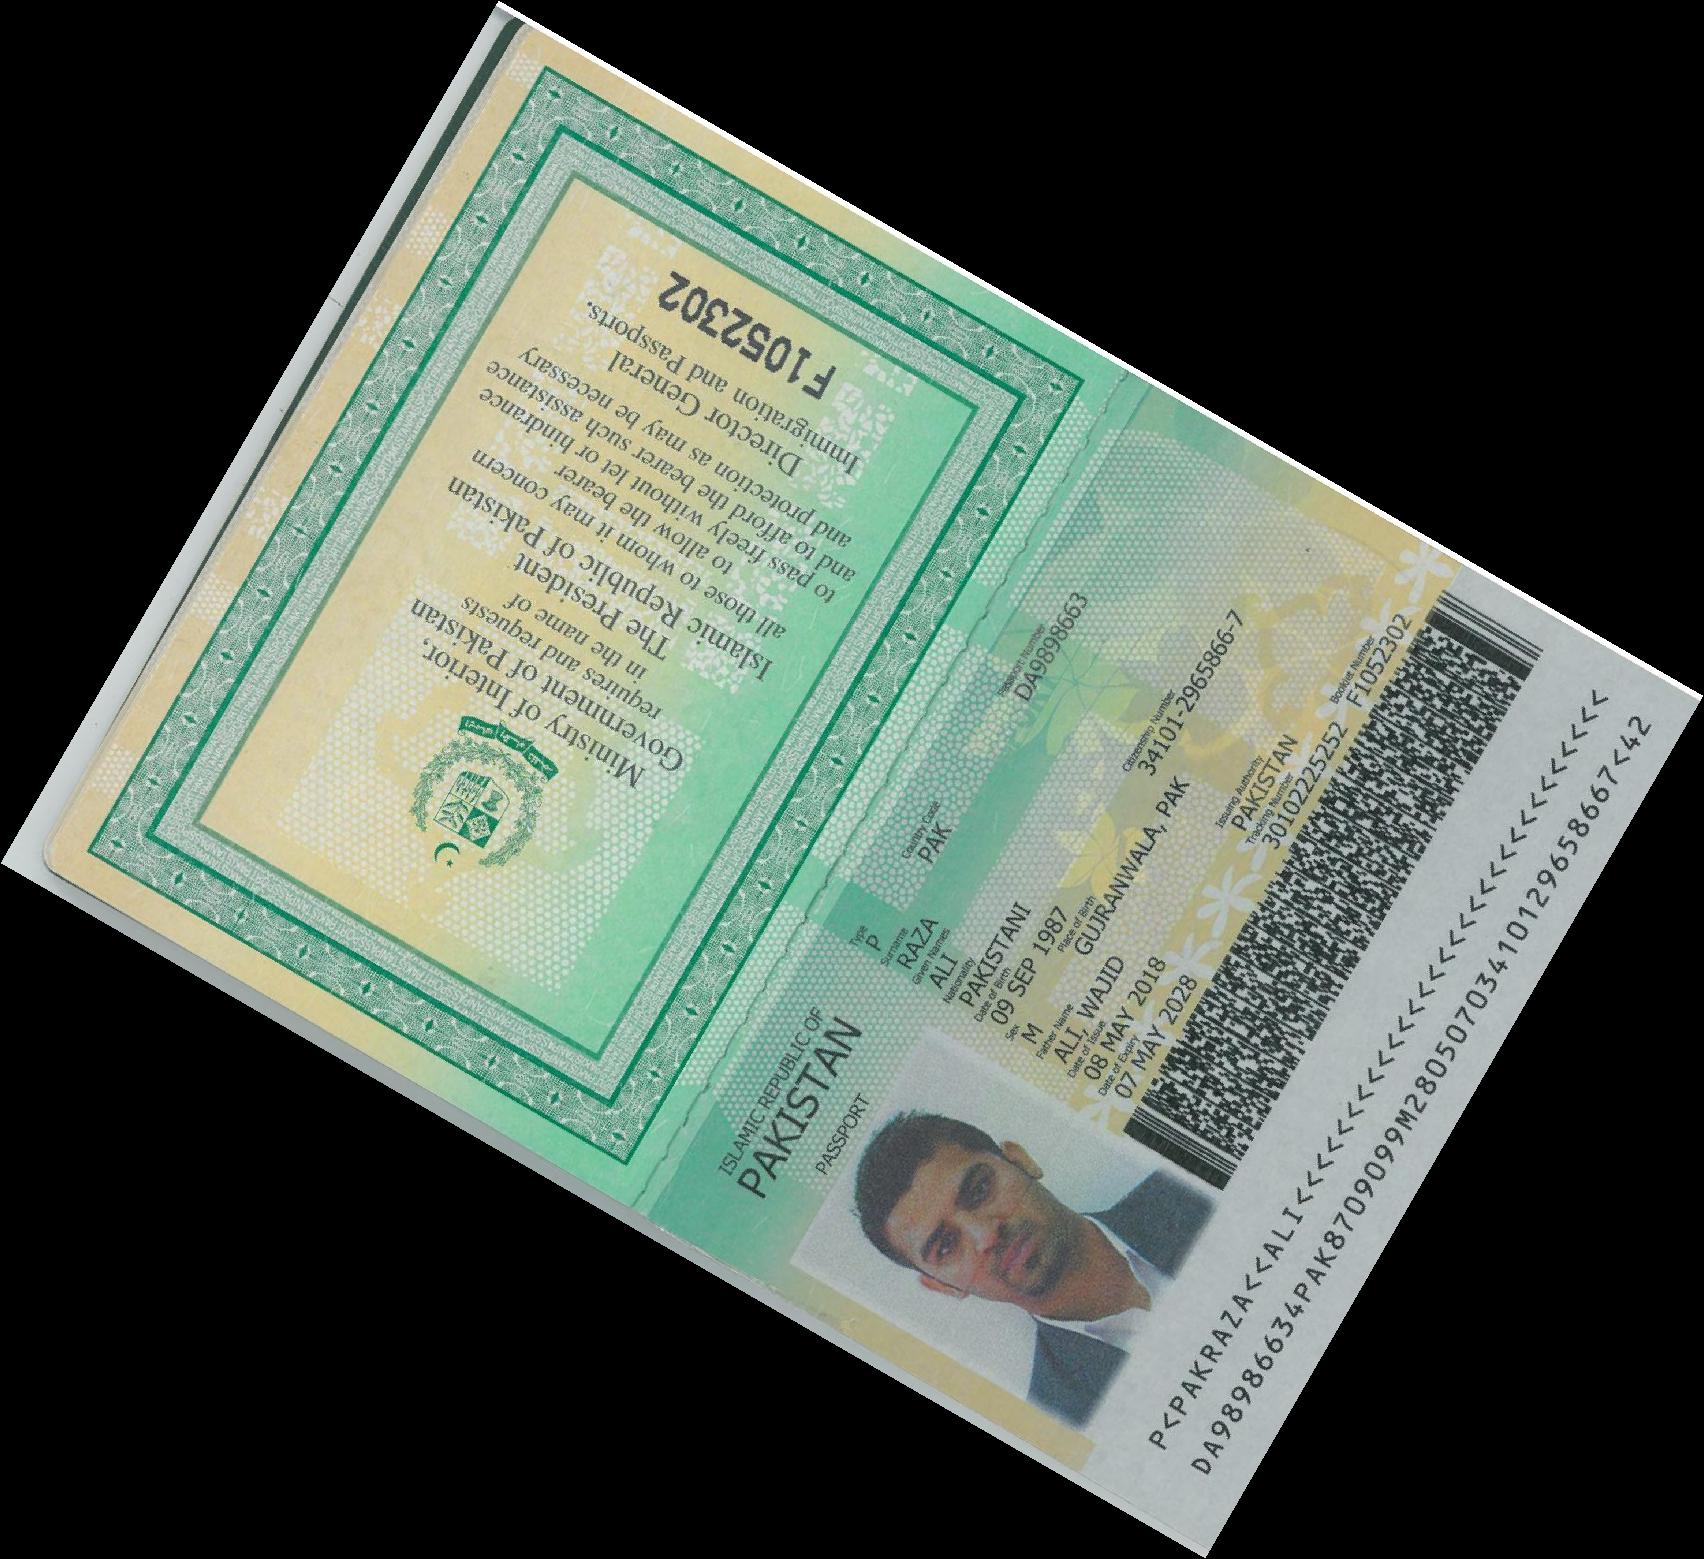 Ministry of Interior,
Government of Pakistan
requires and requests
in the name of
The President
Islamic Republic of Pakistan
all those to whom it may concern
to allow the bearer
to pass freely without let or hindrance
and to afford the bearer such assistance
and protection as may be necessary
Director General
Immigration and Passports.
F1052302
ISLAMIC REPUBLIC OF
PAKISTAN
PASSPORT
Type Country Code Passport Number
P PAK DA9898663
Surname
RAZA
Given Names
ALI
Nationality
PAKISTANI
Date of Birth Citizenship Number
09 SEP 1987 34101-2965866-7
Sex Place of Birth
M GUJRANWALA, PAK
Father Name
ALI, WAJID
Date of Issue Issuing Authority
08 MAY 2018 PAKISTAN
Date of Expiry Tracking Number Booklet Number
07 MAY 2028 30102225252 F1052302
P<PAKRAZA<<ALI<<<<<<<<<<<<<<<<<<<<<<<<<<<<<<
DA98986634PAK8709099M28050703410129658667<42